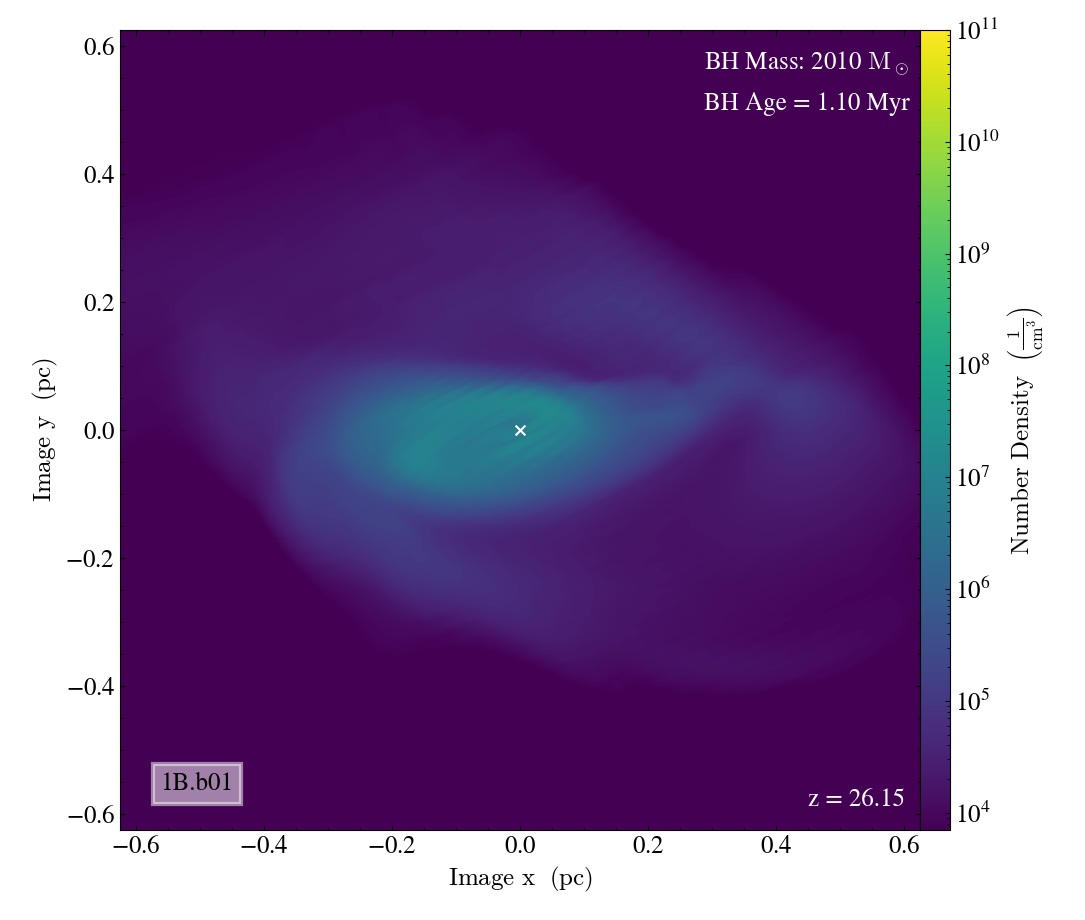 BH Mass: 2010 M⊙
BH Age = 1.10 Myr
1B.b01
z = 26.15
0.6
0.4
0.2
0.0
−0.2
−0.4
−0.6
Image y (pc)
−0.6 −0.4 −0.2 0.0 0.2 0.4 0.6
Image x (pc)
10¹¹
10¹⁰
10⁹
10⁸
10⁷
10⁶
10⁵
10⁴
Number Density (1/cm³)